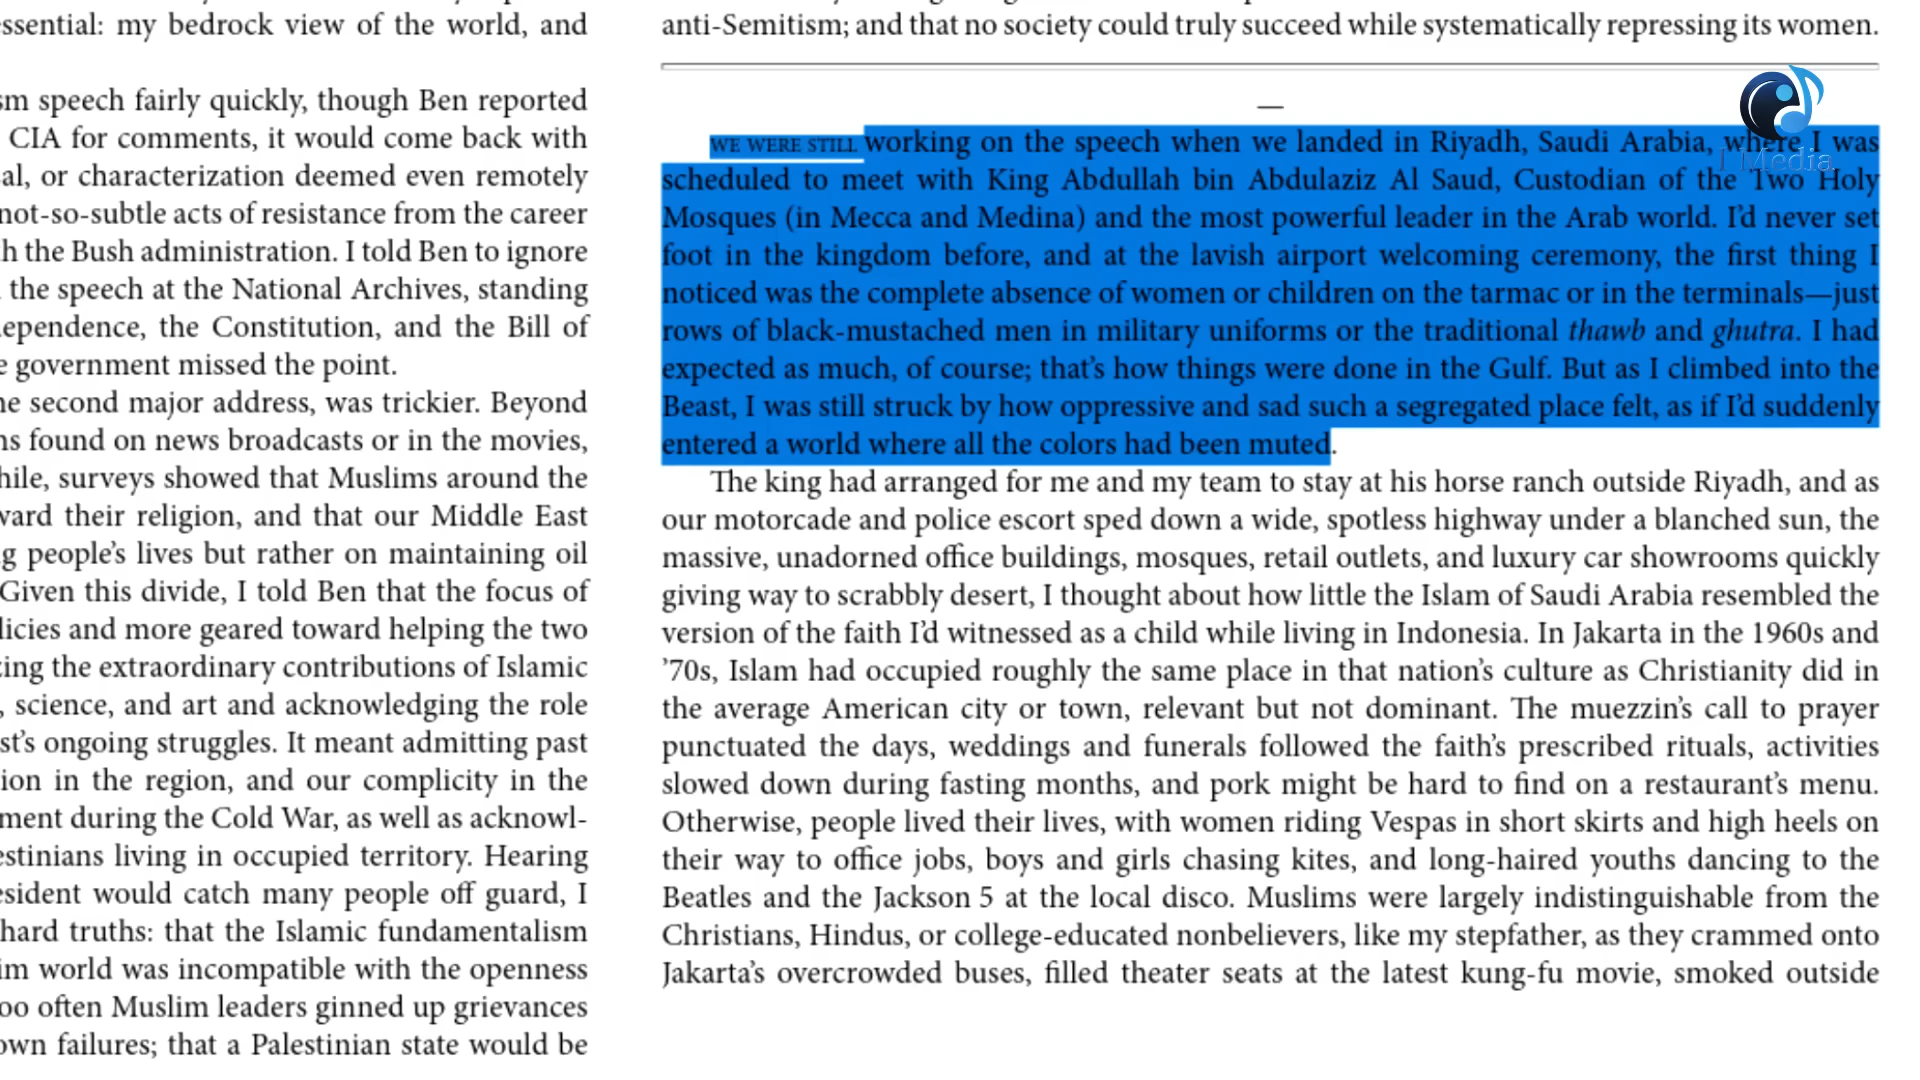 ssential: my bedrock view of the world, and
sm speech fairly quickly, though Ben reported
CIA for comments, it would come back with
al, or characterization deemed even remotely
not-so-subtle acts of resistance from the career
h the Bush administration. I told Ben to ignore
the speech at the National Archives, standing
ependence, the Constitution, and the Bill of
e government missed the point.
ne second major address, was trickier. Beyond
ns found on news broadcasts or in the movies,
hile, surveys showed that Muslims around the
ward their religion, and that our Middle East
g people’s lives but rather on maintaining oil
Given this divide, I told Ben that the focus of
licies and more geared toward helping the two
zing the extraordinary contributions of Islamic
, science, and art and acknowledging the role
st’s ongoing struggles. It meant admitting past
ion in the region, and our complicity in the
ment during the Cold War, as well as acknowl-
estinians living in occupied territory. Hearing
esident would catch many people off guard, I
hard truths: that the Islamic fundamentalism
im world was incompatible with the openness
oo often Muslim leaders ginned up grievances
own failures; that a Palestinian state would be
anti-Semitism; and that no society could truly succeed while systematically repressing its women.
—
WE WERE STILL working on the speech when we landed in Riyadh, Saudi Arabia, where I was
scheduled to meet with King Abdullah bin Abdulaziz Al Saud, Custodian of the Two Holy
Mosques (in Mecca and Medina) and the most powerful leader in the Arab world. I’d never set
foot in the kingdom before, and at the lavish airport welcoming ceremony, the first thing I
noticed was the complete absence of women or children on the tarmac or in the terminals—just
rows of black-mustached men in military uniforms or the traditional thawb and ghutra. I had
expected as much, of course; that’s how things were done in the Gulf. But as I climbed into the
Beast, I was still struck by how oppressive and sad such a segregated place felt, as if I’d suddenly
entered a world where all the colors had been muted.
The king had arranged for me and my team to stay at his horse ranch outside Riyadh, and as
our motorcade and police escort sped down a wide, spotless highway under a blanched sun, the
massive, unadorned office buildings, mosques, retail outlets, and luxury car showrooms quickly
giving way to scrabbly desert, I thought about how little the Islam of Saudi Arabia resembled the
version of the faith I’d witnessed as a child while living in Indonesia. In Jakarta in the 1960s and
’70s, Islam had occupied roughly the same place in that nation’s culture as Christianity did in
the average American city or town, relevant but not dominant. The muezzin’s call to prayer
punctuated the days, weddings and funerals followed the faith’s prescribed rituals, activities
slowed down during fasting months, and pork might be hard to find on a restaurant’s menu.
Otherwise, people lived their lives, with women riding Vespas in short skirts and high heels on
their way to office jobs, boys and girls chasing kites, and long-haired youths dancing to the
Beatles and the Jackson 5 at the local disco. Muslims were largely indistinguishable from the
Christians, Hindus, or college-educated nonbelievers, like my stepfather, as they crammed onto
Jakarta’s overcrowded buses, filled theater seats at the latest kung-fu movie, smoked outside
Media